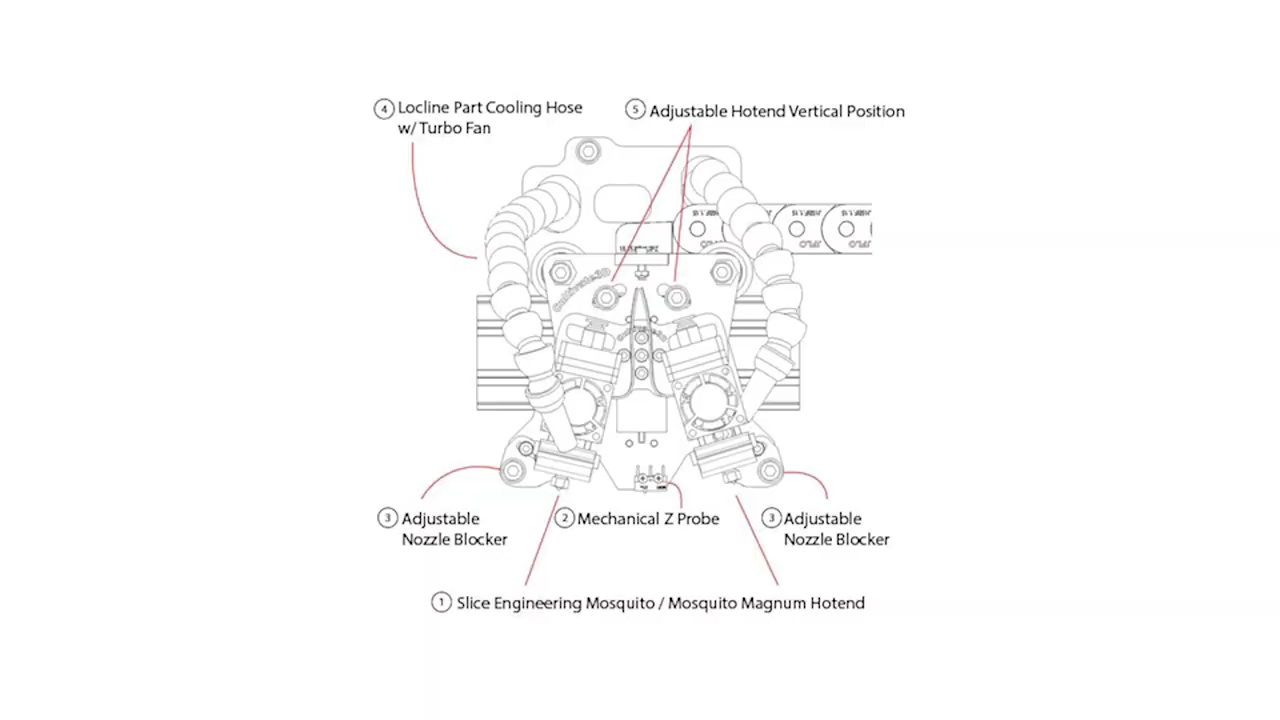 ④ Locline Part Cooling Hose
w/ Turbo Fan
⑤ Adjustable Hotend Vertical Position
Cultivate3D
③ Adjustable
Nozzle Blocker
② Mechanical Z Probe
③ Adjustable
Nozzle Blocker
① Slice Engineering Mosquito / Mosquito Magnum Hotend